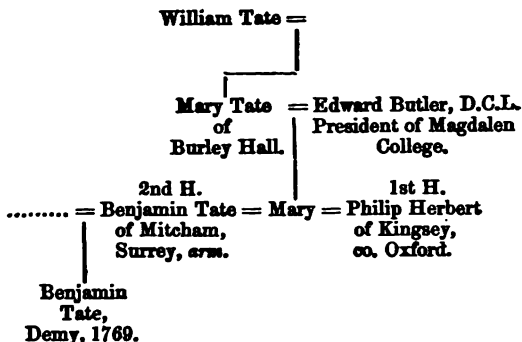 William Tate =
Mary Tate = Edward Butler, D.C.L.
of President of Magdalen
Burley Hall. College.
2nd H. 1st H.
......... = Benjamin Tate = Mary = Philip Herbert
of Mitcham, of Kingsey,
Surrey, arm. co. Oxford.
Benjamin
Tate,
Demy, 1769.